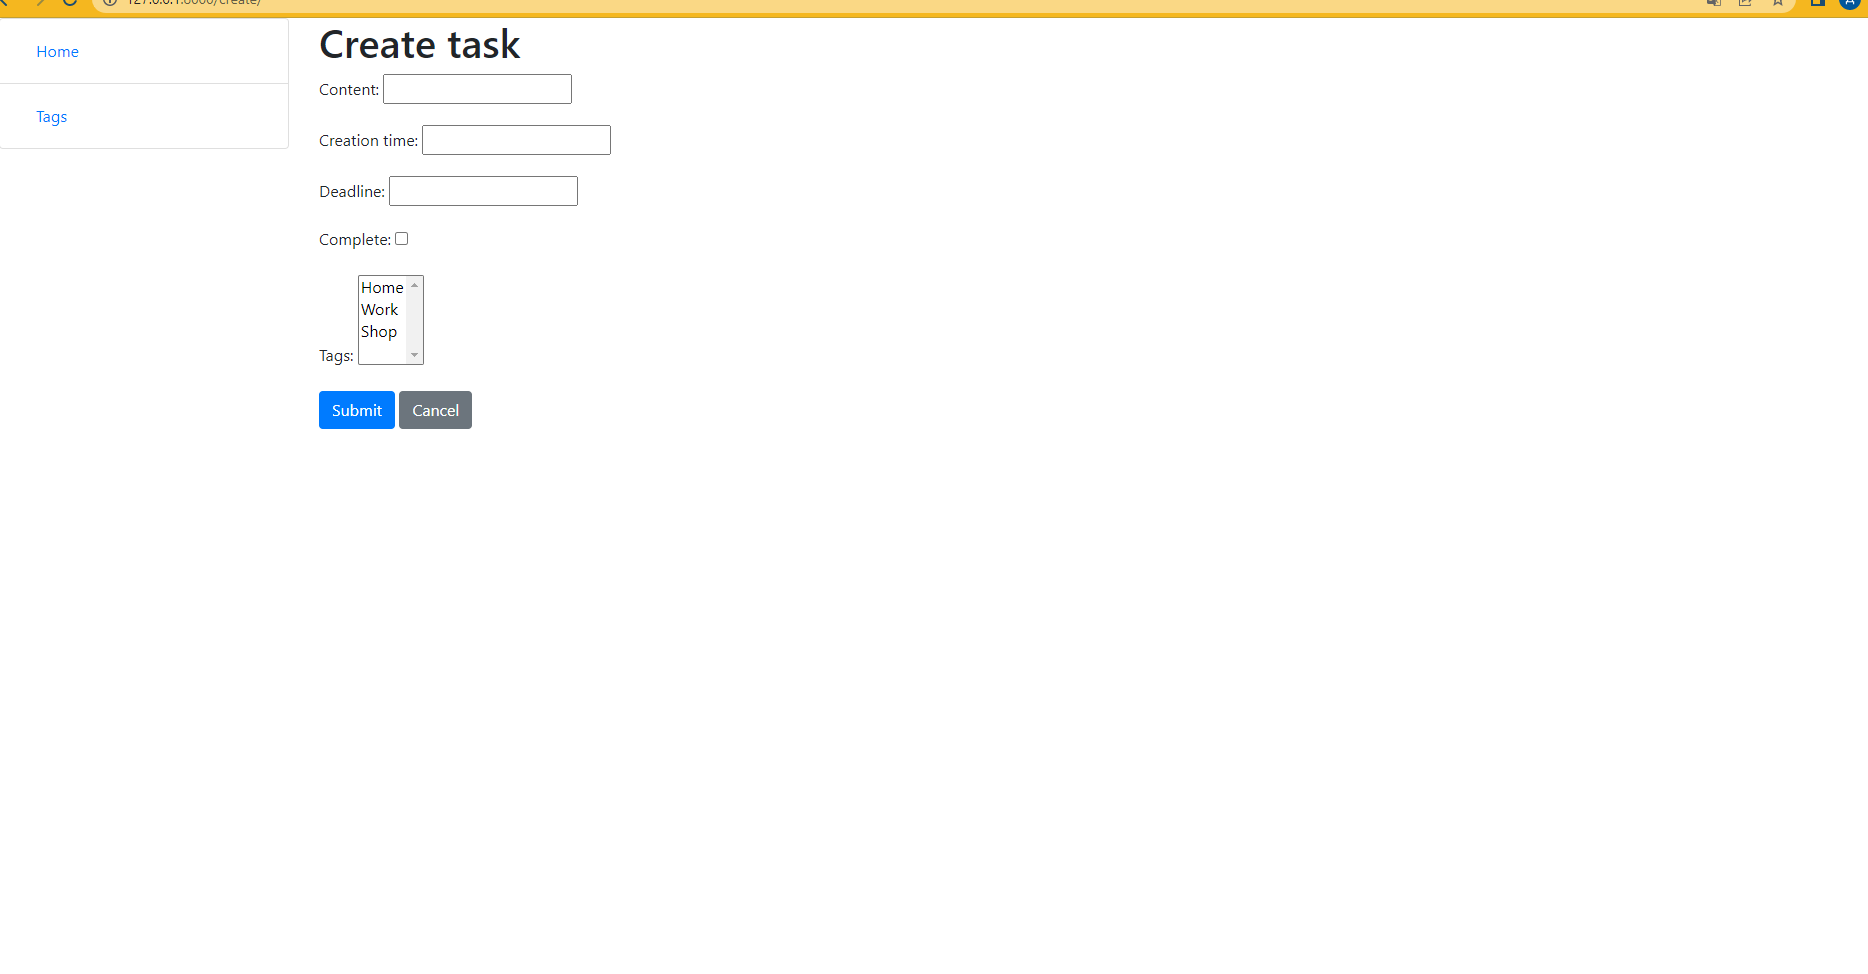 127.0.0.1:8000/create/
Home
Tags
Create task
Content:
Creation time:
Deadline:
Complete:
Home
Work
Shop
Tags:
Submit Cancel